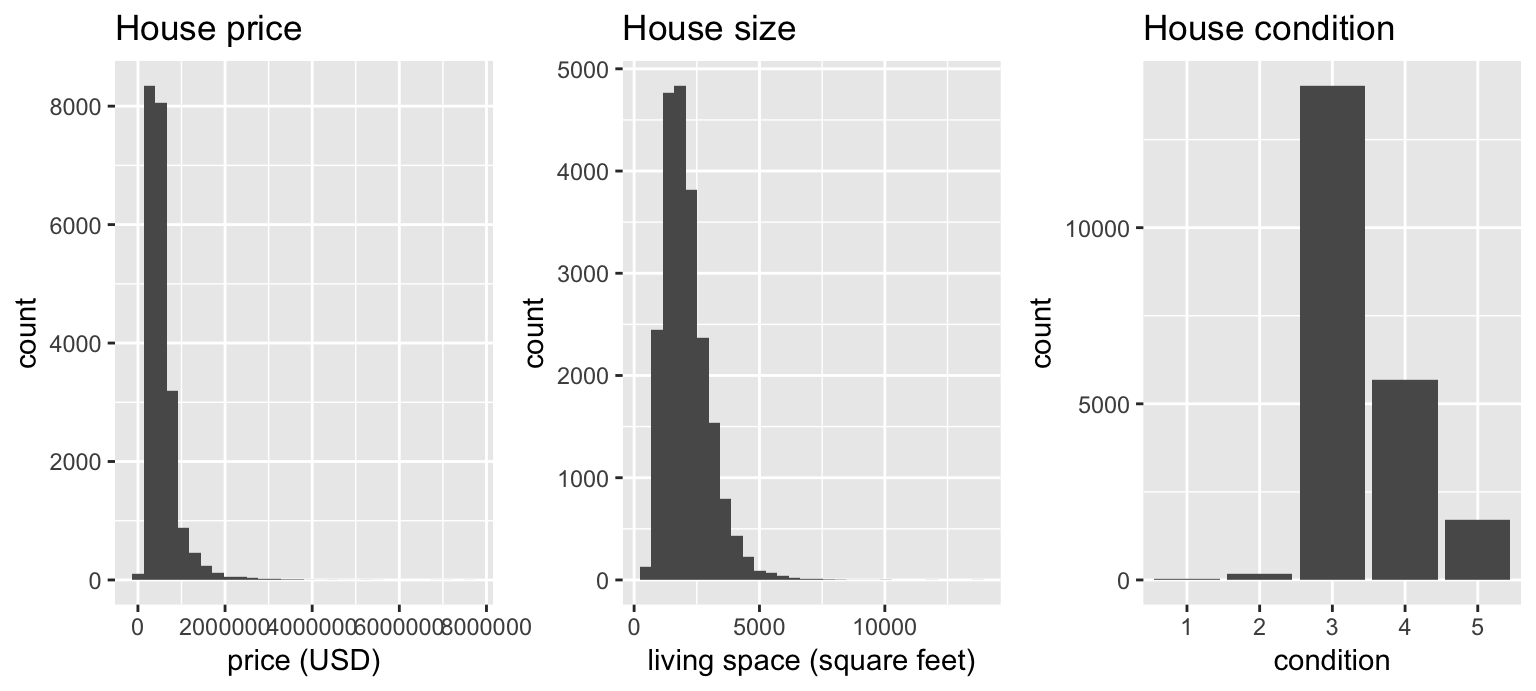 House price
8000
6000
4000
2000
0
count
0 2000000 4000000 6000000 8000000
price (USD)
House size
5000
4000
3000
2000
1000
0
count
0 5000 10000
living space (square feet)
House condition
10000
5000
0
count
1 2 3 4 5
condition